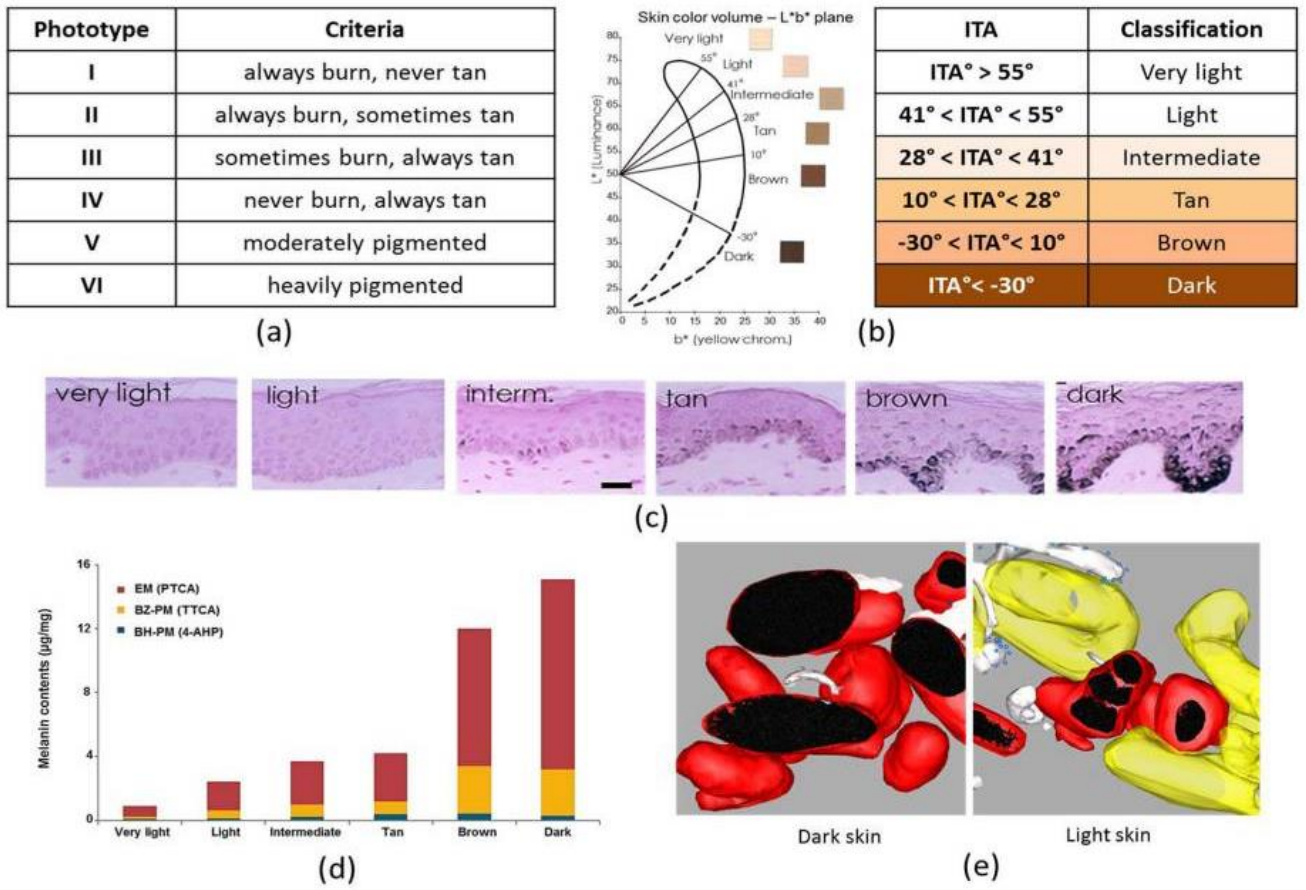 Phototype Criteria
I always burn, never tan
II always burn, sometimes tan
III sometimes burn, always tan
IV never burn, always tan
V moderately pigmented
VI heavily pigmented
(a)
Skin color volume – L*b* plane
Very light
55° Light
41° Intermediate
28° Tan
10° Brown
-30° Dark
L* (Luminance)
80
75
70
65
60
55
50
45
40
35
30
25
20
0 5 10 15 20 25 30 35 40
b* (yellow chrom.)
ITA Classification
ITA° > 55° Very light
41° < ITA° < 55° Light
28° < ITA° < 41° Intermediate
10° < ITA°< 28° Tan
-30° < ITA°< 10° Brown
ITA°< -30° Dark
(b)
very light light interm. tan brown dark
(c)
Melanin contents (µg/mg)
16
12
8
4
0
EM (PTCA)
BZ-PM (TTCA)
BH-PM (4-AHP)
Very light Light Intermediate Tan Brown Dark
(d)
Dark skin Light skin
(e)